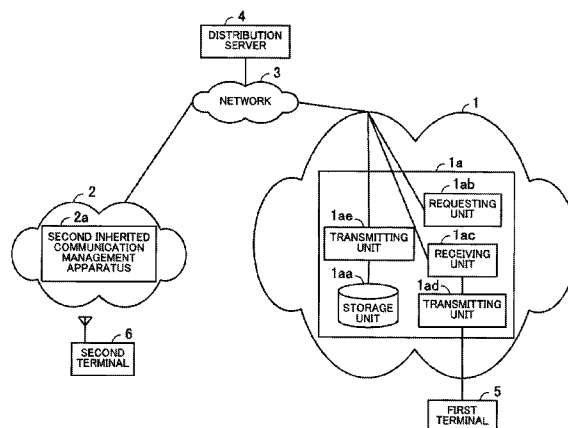 4
DISTRIBUTION
SERVER
3
NETWORK
1
2
2a
SECOND INHERITED
COMMUNICATION
MANAGEMENT
APPARATUS
6
SECOND
TERMINAL
1a
1ab
REQUESTING
UNIT
1ae
TRANSMITTING
UNIT
1ac
RECEIVING
UNIT
1aa
STORAGE
UNIT
1ad
TRANSMITTING
UNIT
5
FIRST
TERMINAL